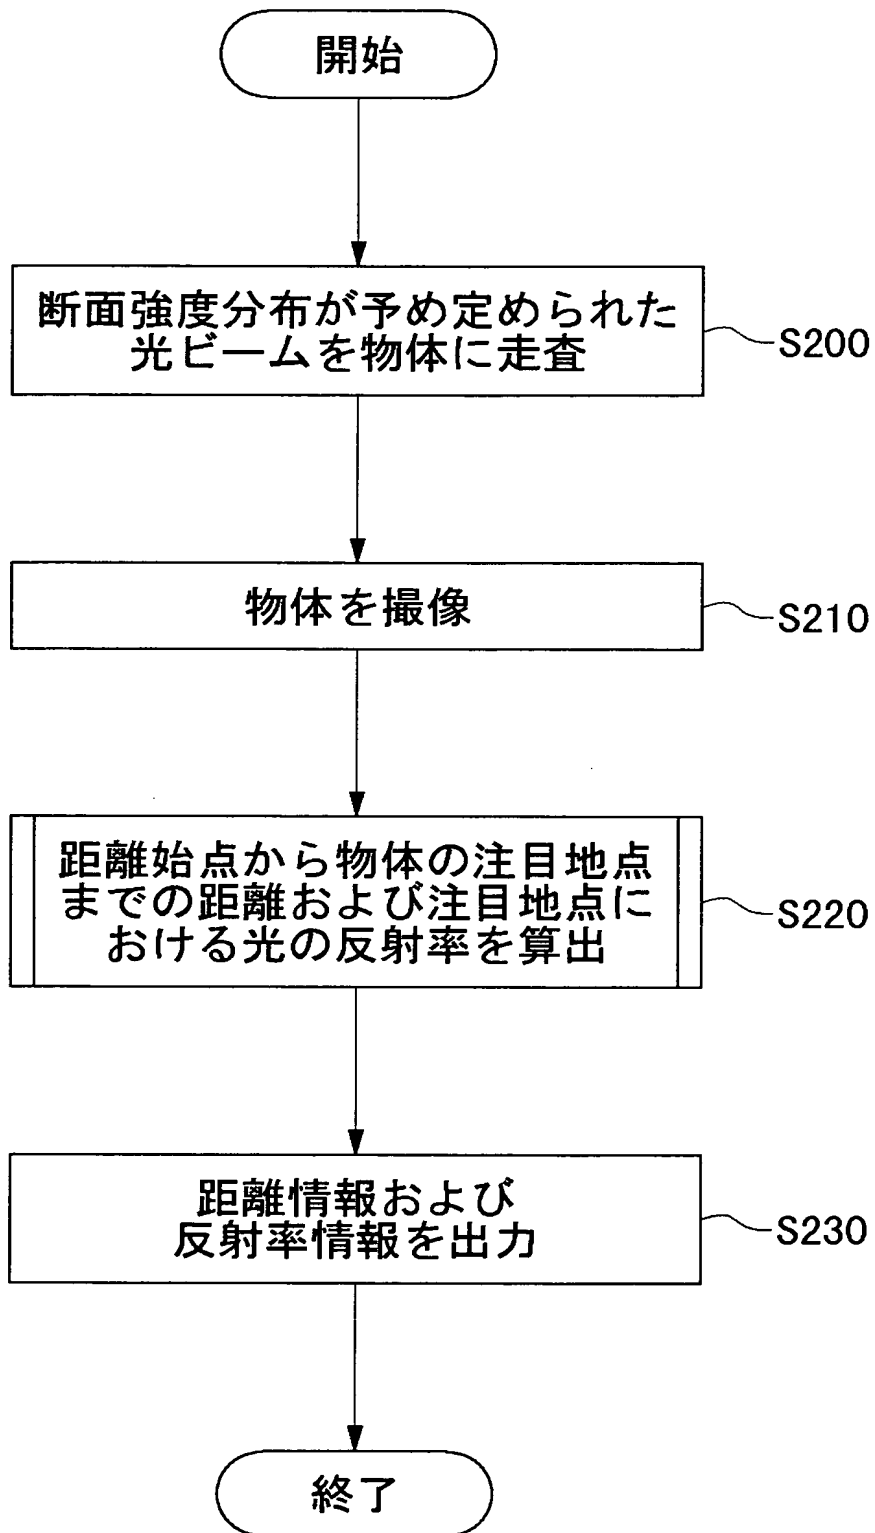 開始
断面強度分布が予め定められた
光ビームを物体に走査
S200
物体を撮像
S210
距離始点から物体の注目地点
までの距離および注目地点に
おける光の反射率を算出
S220
距離情報および
反射率情報を出力
S230
終了